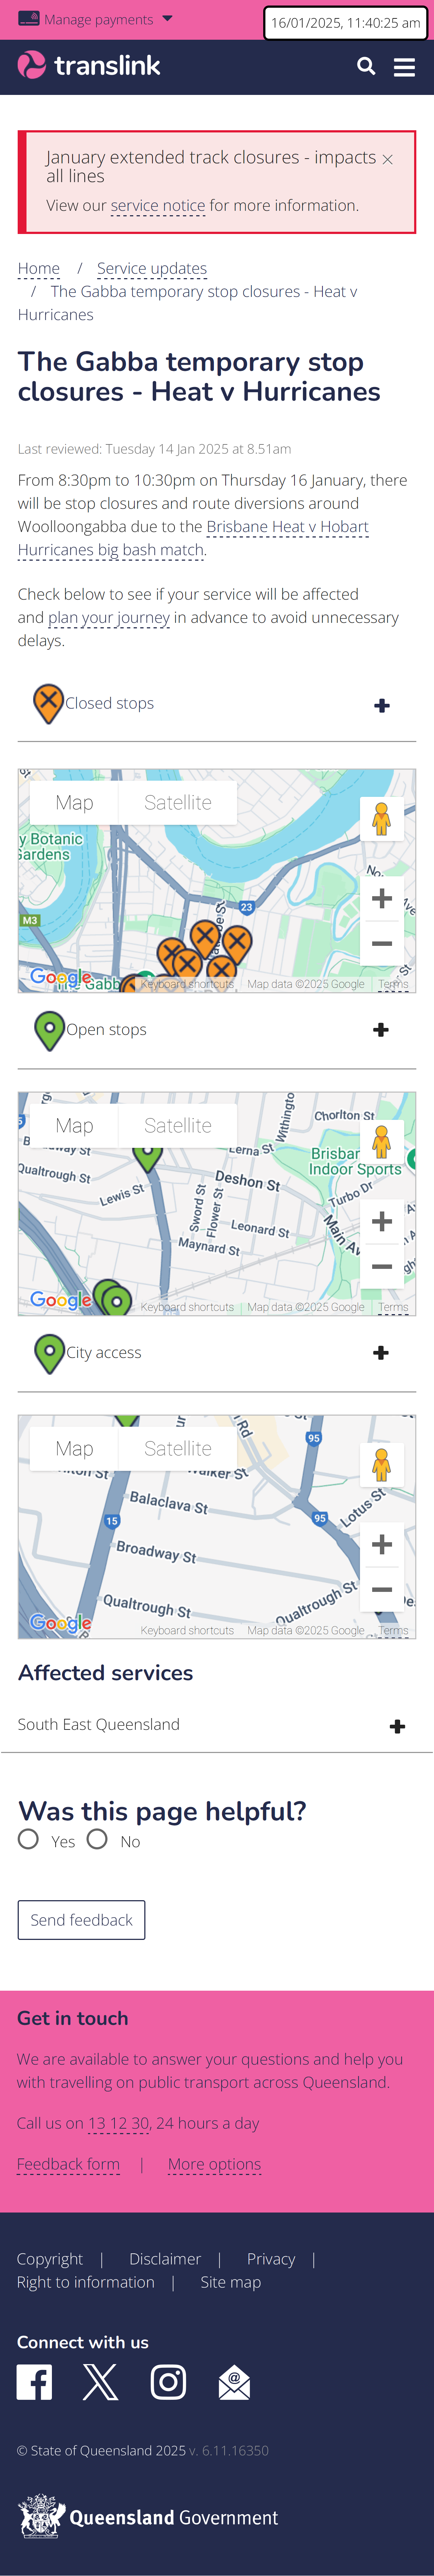 Manage payments
16/01/2025, 11:40:25 am
translink
January extended track closures - impacts
all lines
View our service notice for more information.
Home / Service updates
/ The Gabba temporary stop closures - Heat v
Hurricanes
The Gabba temporary stop
closures - Heat v Hurricanes
Last reviewed: Tuesday 14 Jan 2025 at 8.51am
From 8:30pm to 10:30pm on Thursday 16 January, there
will be stop closures and route diversions around
Woolloongabba due to the Brisbane Heat v Hobart
Hurricanes big bash match.
Check below to see if your service will be affected
and plan your journey in advance to avoid unnecessary
delays.
Closed stops
Map Satellite
y Botanic
Gardens
M3
23
Google
Keyboard shortcuts Map data ©2025 Google Terms
Open stops
Map Satellite
Chorlton St
Lerna St
Brisbar
Indoor Sports
Qualtrough St
Deshon St
Turbo Dr
Lewis St
Sword St
Flower St
Leonard St
Main Av
Maynard St
Google
Keyboard shortcuts Map data ©2025 Google Terms
City access
Map Satellite
95
Walker St
Balaclava St
Lotus St
15
95
Broadway St
Qualtrough St
Qualtrough St
Google
Keyboard shortcuts Map data ©2025 Google Terms
Affected services
South East Queensland
Was this page helpful?
Yes No
Send feedback
Get in touch
We are available to answer your questions and help you
with travelling on public transport across Queensland.
Call us on 13 12 30, 24 hours a day
Feedback form | More options
Copyright | Disclaimer | Privacy |
Right to information | Site map
Connect with us
© State of Queensland 2025 v. 6.11.16350
Queensland Government